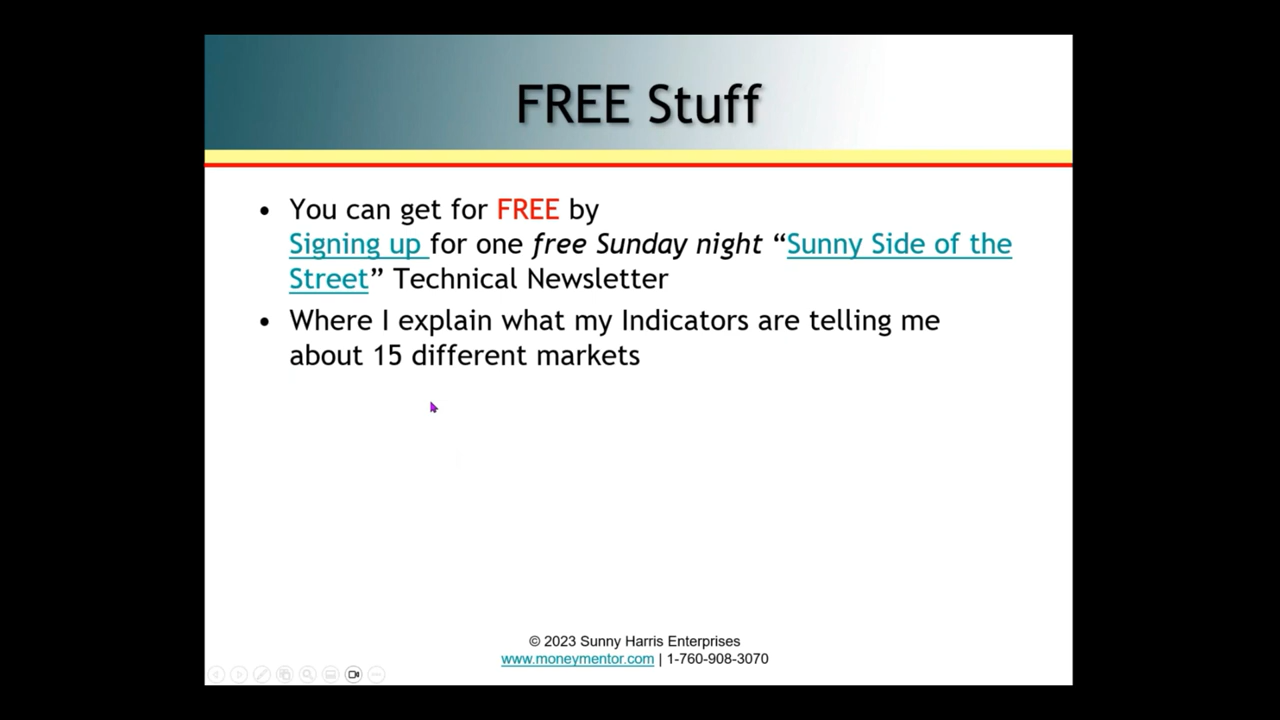 FREE Stuff
• You can get for FREE by
Signing up for one free Sunday night “Sunny Side of the
Street” Technical Newsletter
• Where I explain what my Indicators are telling me
about 15 different markets
© 2023 Sunny Harris Enterprises
www.moneymentor.com | 1-760-908-3070